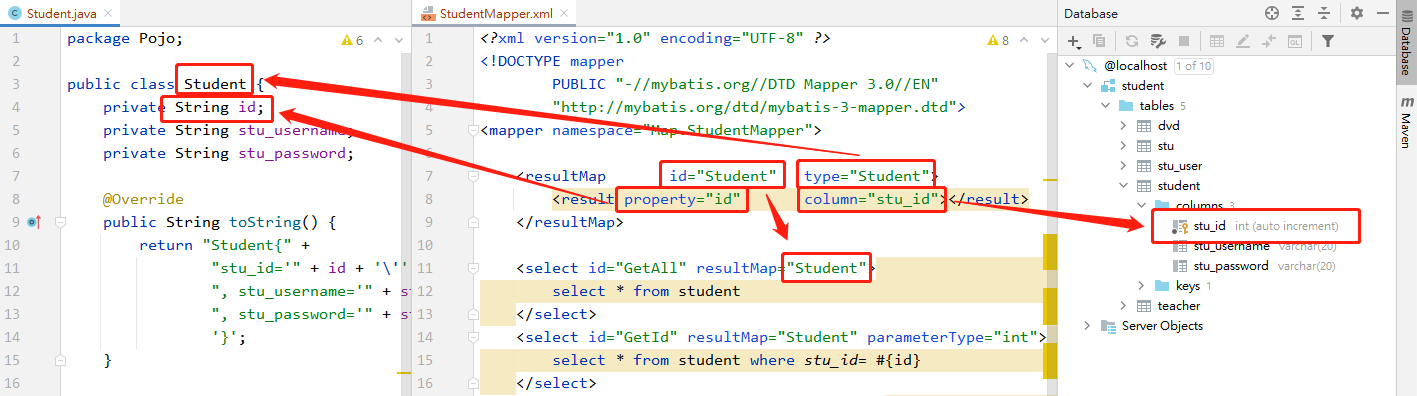 Student.java
1 package Pojo;
6
2
3 public class Student {
4 private String id;
5 private String stu_username;
6 private String stu_password;
7
8 @Override
9 public String toString() {
10 return "Student{" +
11 "stu_id='" + id + '\''
12 ", stu_username='" + st
13 ", stu_password='" + st
14 '}';
15 }
16
StudentMapper.xml
1 <?xml version="1.0" encoding="UTF-8" ?>
8
2 <!DOCTYPE mapper
3 PUBLIC "-//mybatis.org//DTD Mapper 3.0//EN"
4 "http://mybatis.org/dtd/mybatis-3-mapper.dtd">
5 <mapper namespace="Map.StudentMapper">
6
7 <resultMap id="Student" type="Student">
8 <result property="id" column="stu_id"></result>
9 </resultMap>
10
11 <select id="GetAll" resultMap="Student">
12 select * from student
13 </select>
14 <select id="GetId" resultMap="Student" parameterType="int">
15 select * from student where stu_id= #{id}
16 </select>
Database
@localhost 1 of 10
student
tables 5
dvd
stu
stu_user
student
columns 3
stu_id int (auto increment)
stu_username varchar(20)
stu_password varchar(20)
keys 1
teacher
Server Objects
Database
m Maven